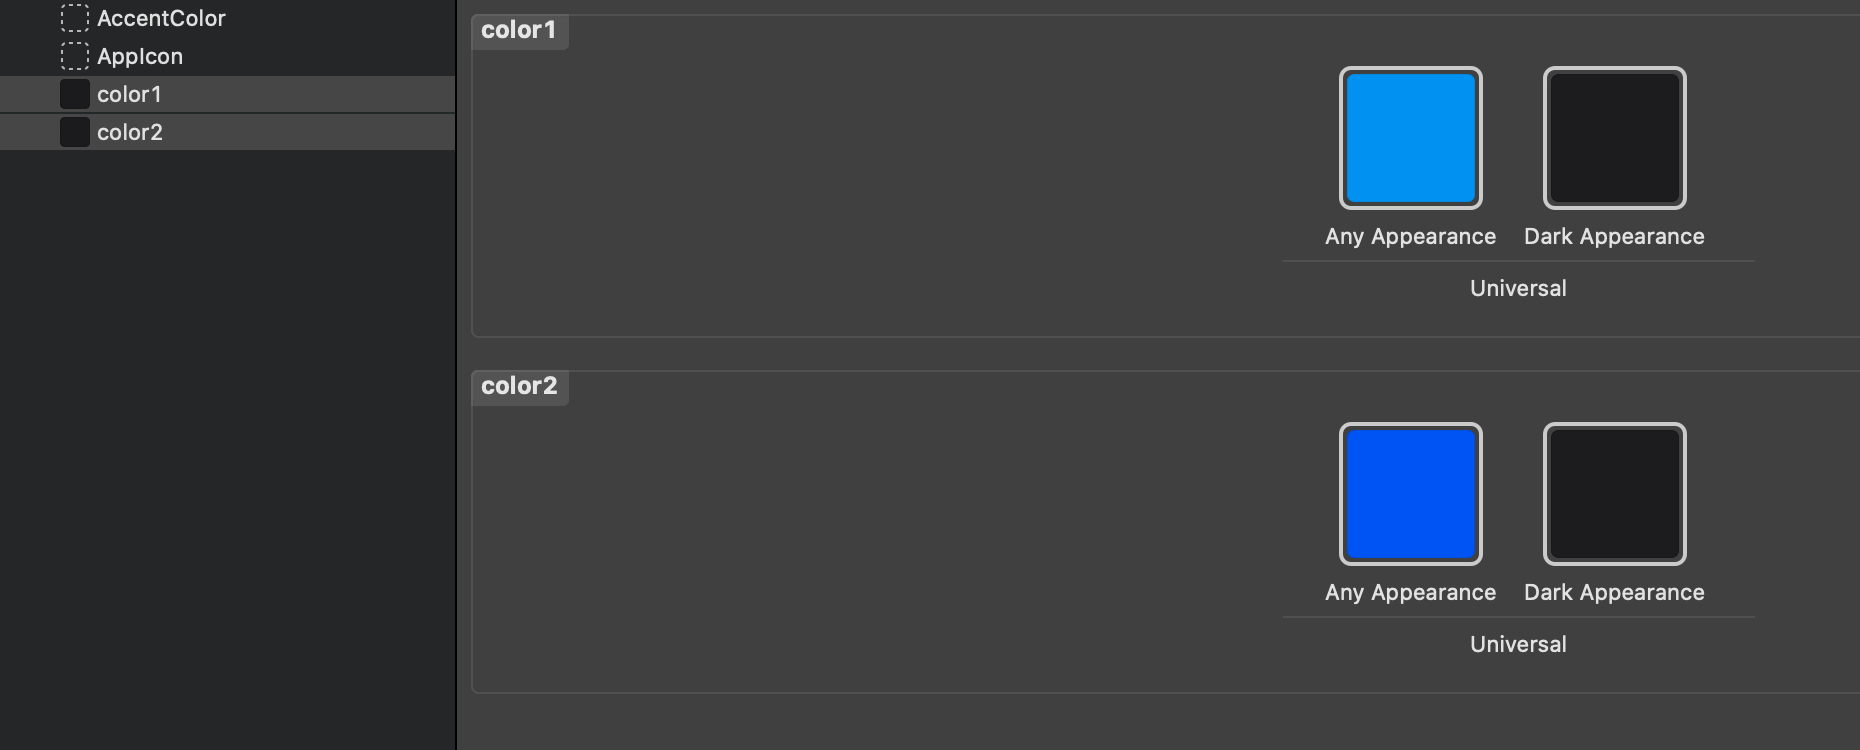 AccentColor
AppIcon
color1
color2
color1
Any Appearance
Dark Appearance
Universal
color2
Any Appearance
Dark Appearance
Universal